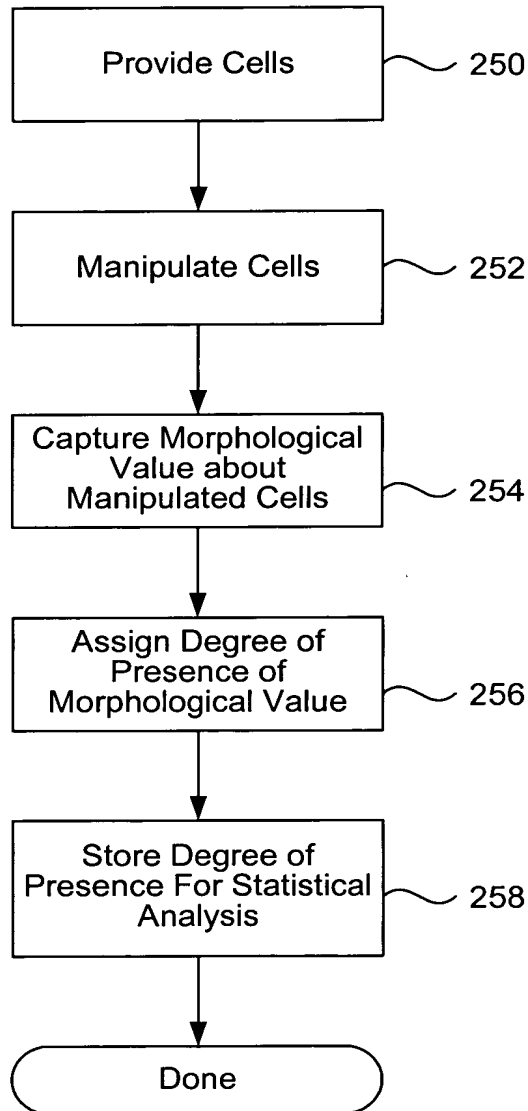 Provide Cells
250
Manipulate Cells
252
Capture Morphological
Value about
Manipulated Cells
254
Assign Degree of
Presence of
Morphological Value
256
Store Degree of
Presence For Statistical
Analysis
258
Done